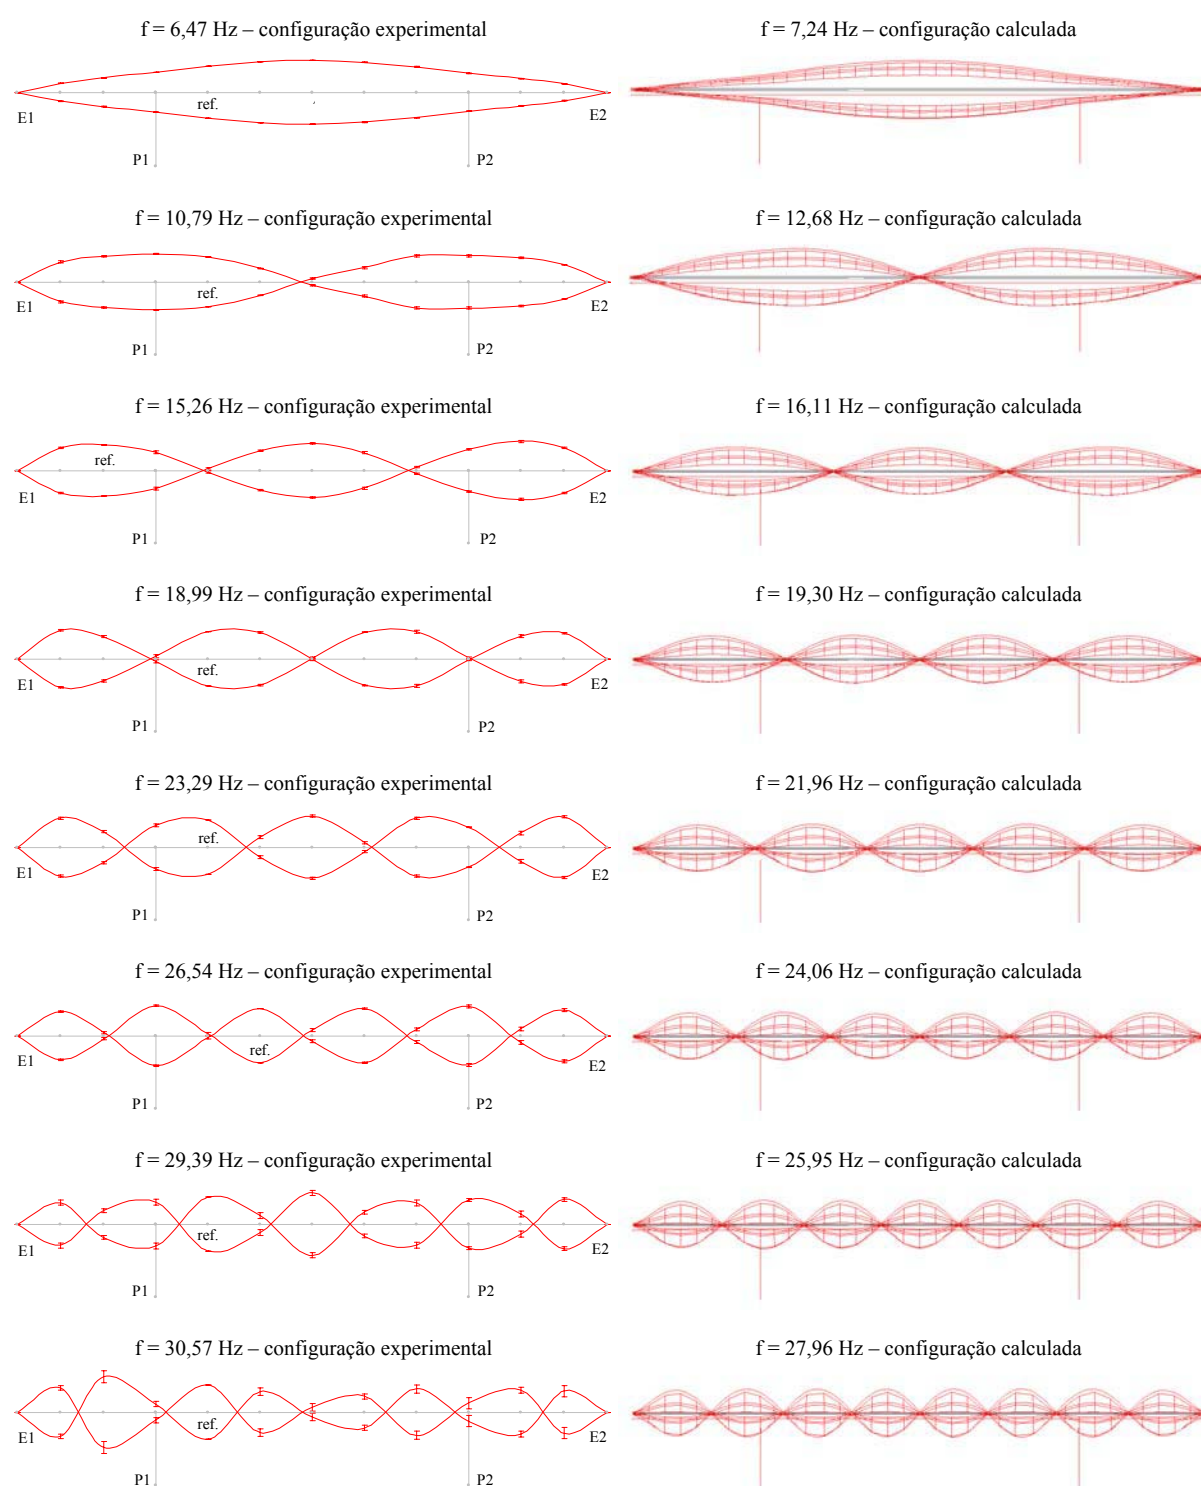 f = 6,47 Hz – configuração experimental
f = 7,24 Hz – configuração calculada
ref.
E1
E2
P1
P2
f = 10,79 Hz – configuração experimental
f = 12,68 Hz – configuração calculada
ref.
E1
E2
P1
P2
f = 15,26 Hz – configuração experimental
f = 16,11 Hz – configuração calculada
ref.
E1
E2
P1
P2
f = 18,99 Hz – configuração experimental
f = 19,30 Hz – configuração calculada
ref.
E1
E2
P1
P2
f = 23,29 Hz – configuração experimental
f = 21,96 Hz – configuração calculada
ref.
E1
E2
P1
P2
f = 26,54 Hz – configuração experimental
f = 24,06 Hz – configuração calculada
ref.
E1
E2
P1
P2
f = 29,39 Hz – configuração experimental
f = 25,95 Hz – configuração calculada
ref.
E1
E2
P1
P2
f = 30,57 Hz – configuração experimental
f = 27,96 Hz – configuração calculada
ref.
E1
E2
P1
P2